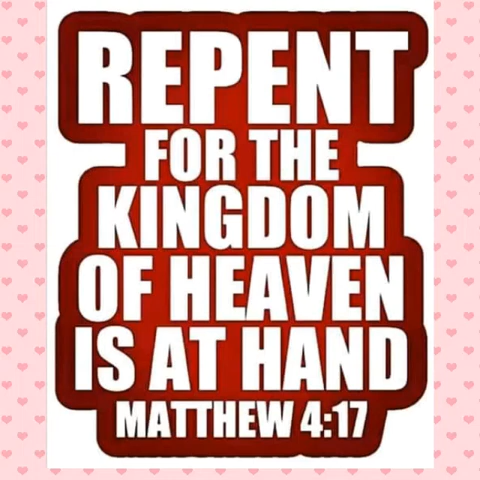 REPENT
FOR THE
KINGDOM
OF HEAVEN
IS AT HAND
MATTHEW 4:17